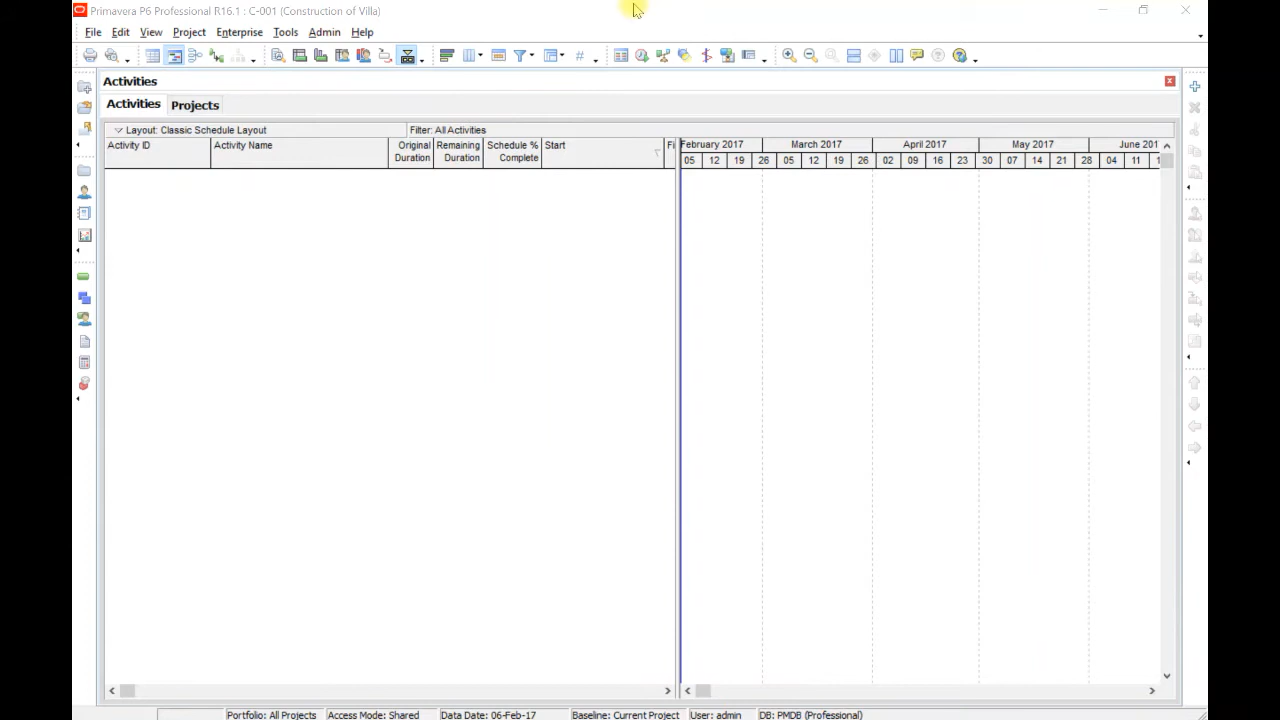 Primavera P6 Professional R16.1 : C-001 (Construction of Villa)
File Edit View Project Enterprise Tools Admin Help
Activities
Activities Projects
Layout: Classic Schedule Layout Filter: All Activities
Activity ID Activity Name Original Duration Remaining Duration Schedule % Complete Start Fi
February 2017 March 2017 April 2017 May 2017 June 201
05 12 19 26 05 12 19 26 02 09 16 23 30 07 14 21 28 04 11 1
Portfolio: All Projects Access Mode: Shared Data Date: 06-Feb-17 Baseline: Current Project User: admin DB: PMDB (Professional)